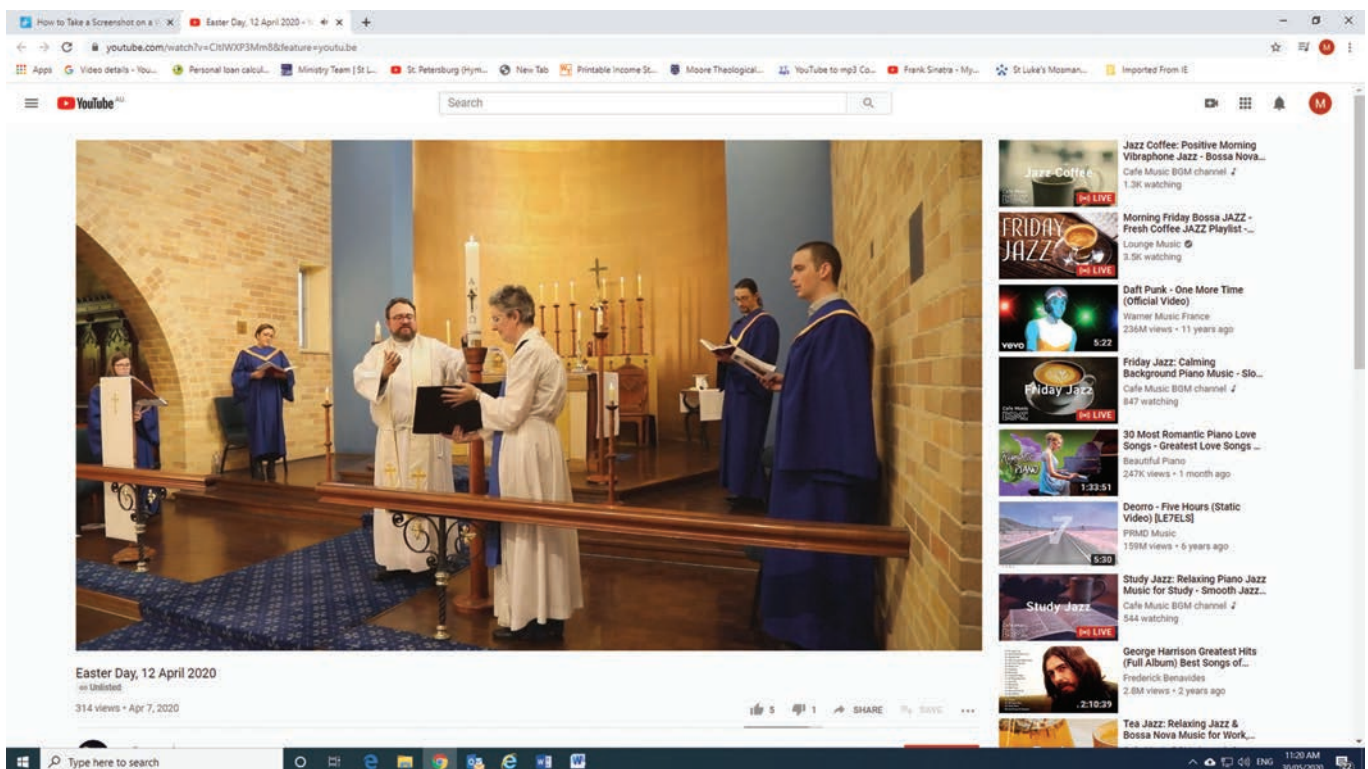 How to Take a Screenshot on a
Easter Day, 12 April 2020 -
youtube.com/watch?v=CltIWXP3Mm8&feature=youtu.be
Apps Video details - You... Personal loan calcul... Ministry Team | St L... St. Petersburg (Hym... New Tab Printable Income St... Moore Theological... YouTube to mp3 Co... Frank Sinatra - My... St Luke's Mosman... Imported From IE
YouTube AU
Search
M
Jazz Coffee: Positive Morning
Vibraphone Jazz - Bossa Nova...
Cafe Music BGM channel
1.3K watching
Jazz Coffee
LIVE
Morning Friday Bossa JAZZ -
Fresh Coffee JAZZ Playlist -...
Lounge Music
3.5K watching
FRIDAY
JAZZ
LIVE
Daft Punk - One More Time
(Official Video)
Warner Music France
236M views • 11 years ago
vevo 5:22
Friday Jazz: Calming
Background Piano Music - Slo...
Cafe Music BGM channel
847 watching
Friday Jazz
LIVE
30 Most Romantic Piano Love
Songs - Greatest Love Songs ...
Beautiful Piano
247K views • 1 month ago
PIANO
1:33:51
Deorro - Five Hours (Static
Video) [LE7ELS]
PRMD Music
159M views • 6 years ago
7
5:30
Study Jazz: Relaxing Piano Jazz
Music for Study - Smooth Jazz...
Cafe Music BGM channel
544 watching
Study Jazz
LIVE
George Harrison Greatest Hits
(Full Album) Best Songs of...
Frederick Benavides
2.8M views • 2 years ago
2:10:39
Tea Jazz: Relaxing Jazz &
Bossa Nova Music for Work,...
Easter Day, 12 April 2020
Unlisted
314 views • Apr 7, 2020
5 1 SHARE SAVE
Type here to search
ENG
11:20 AM
30/05/2020